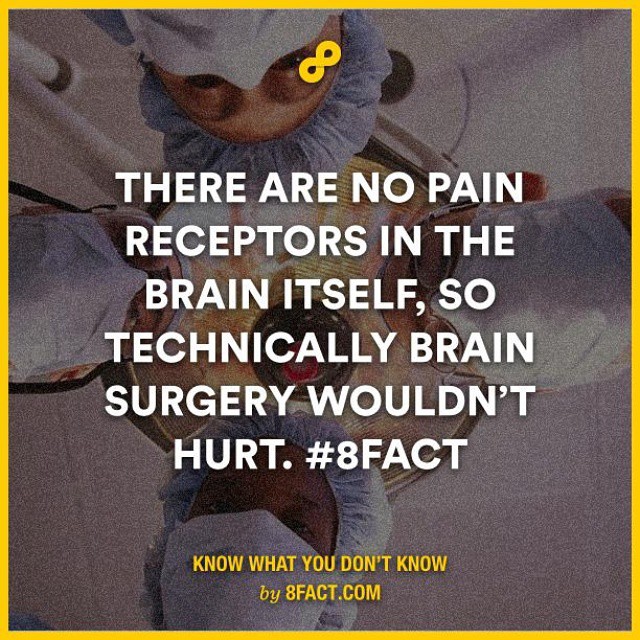 THERE ARE NO PAIN
RECEPTORS IN THE
BRAIN ITSELF, SO
TECHNICALLY BRAIN
SURGERY WOULDN'T
HURT. #8FACT
KNOW WHAT YOU DON'T KNOW
by 8FACT.COM